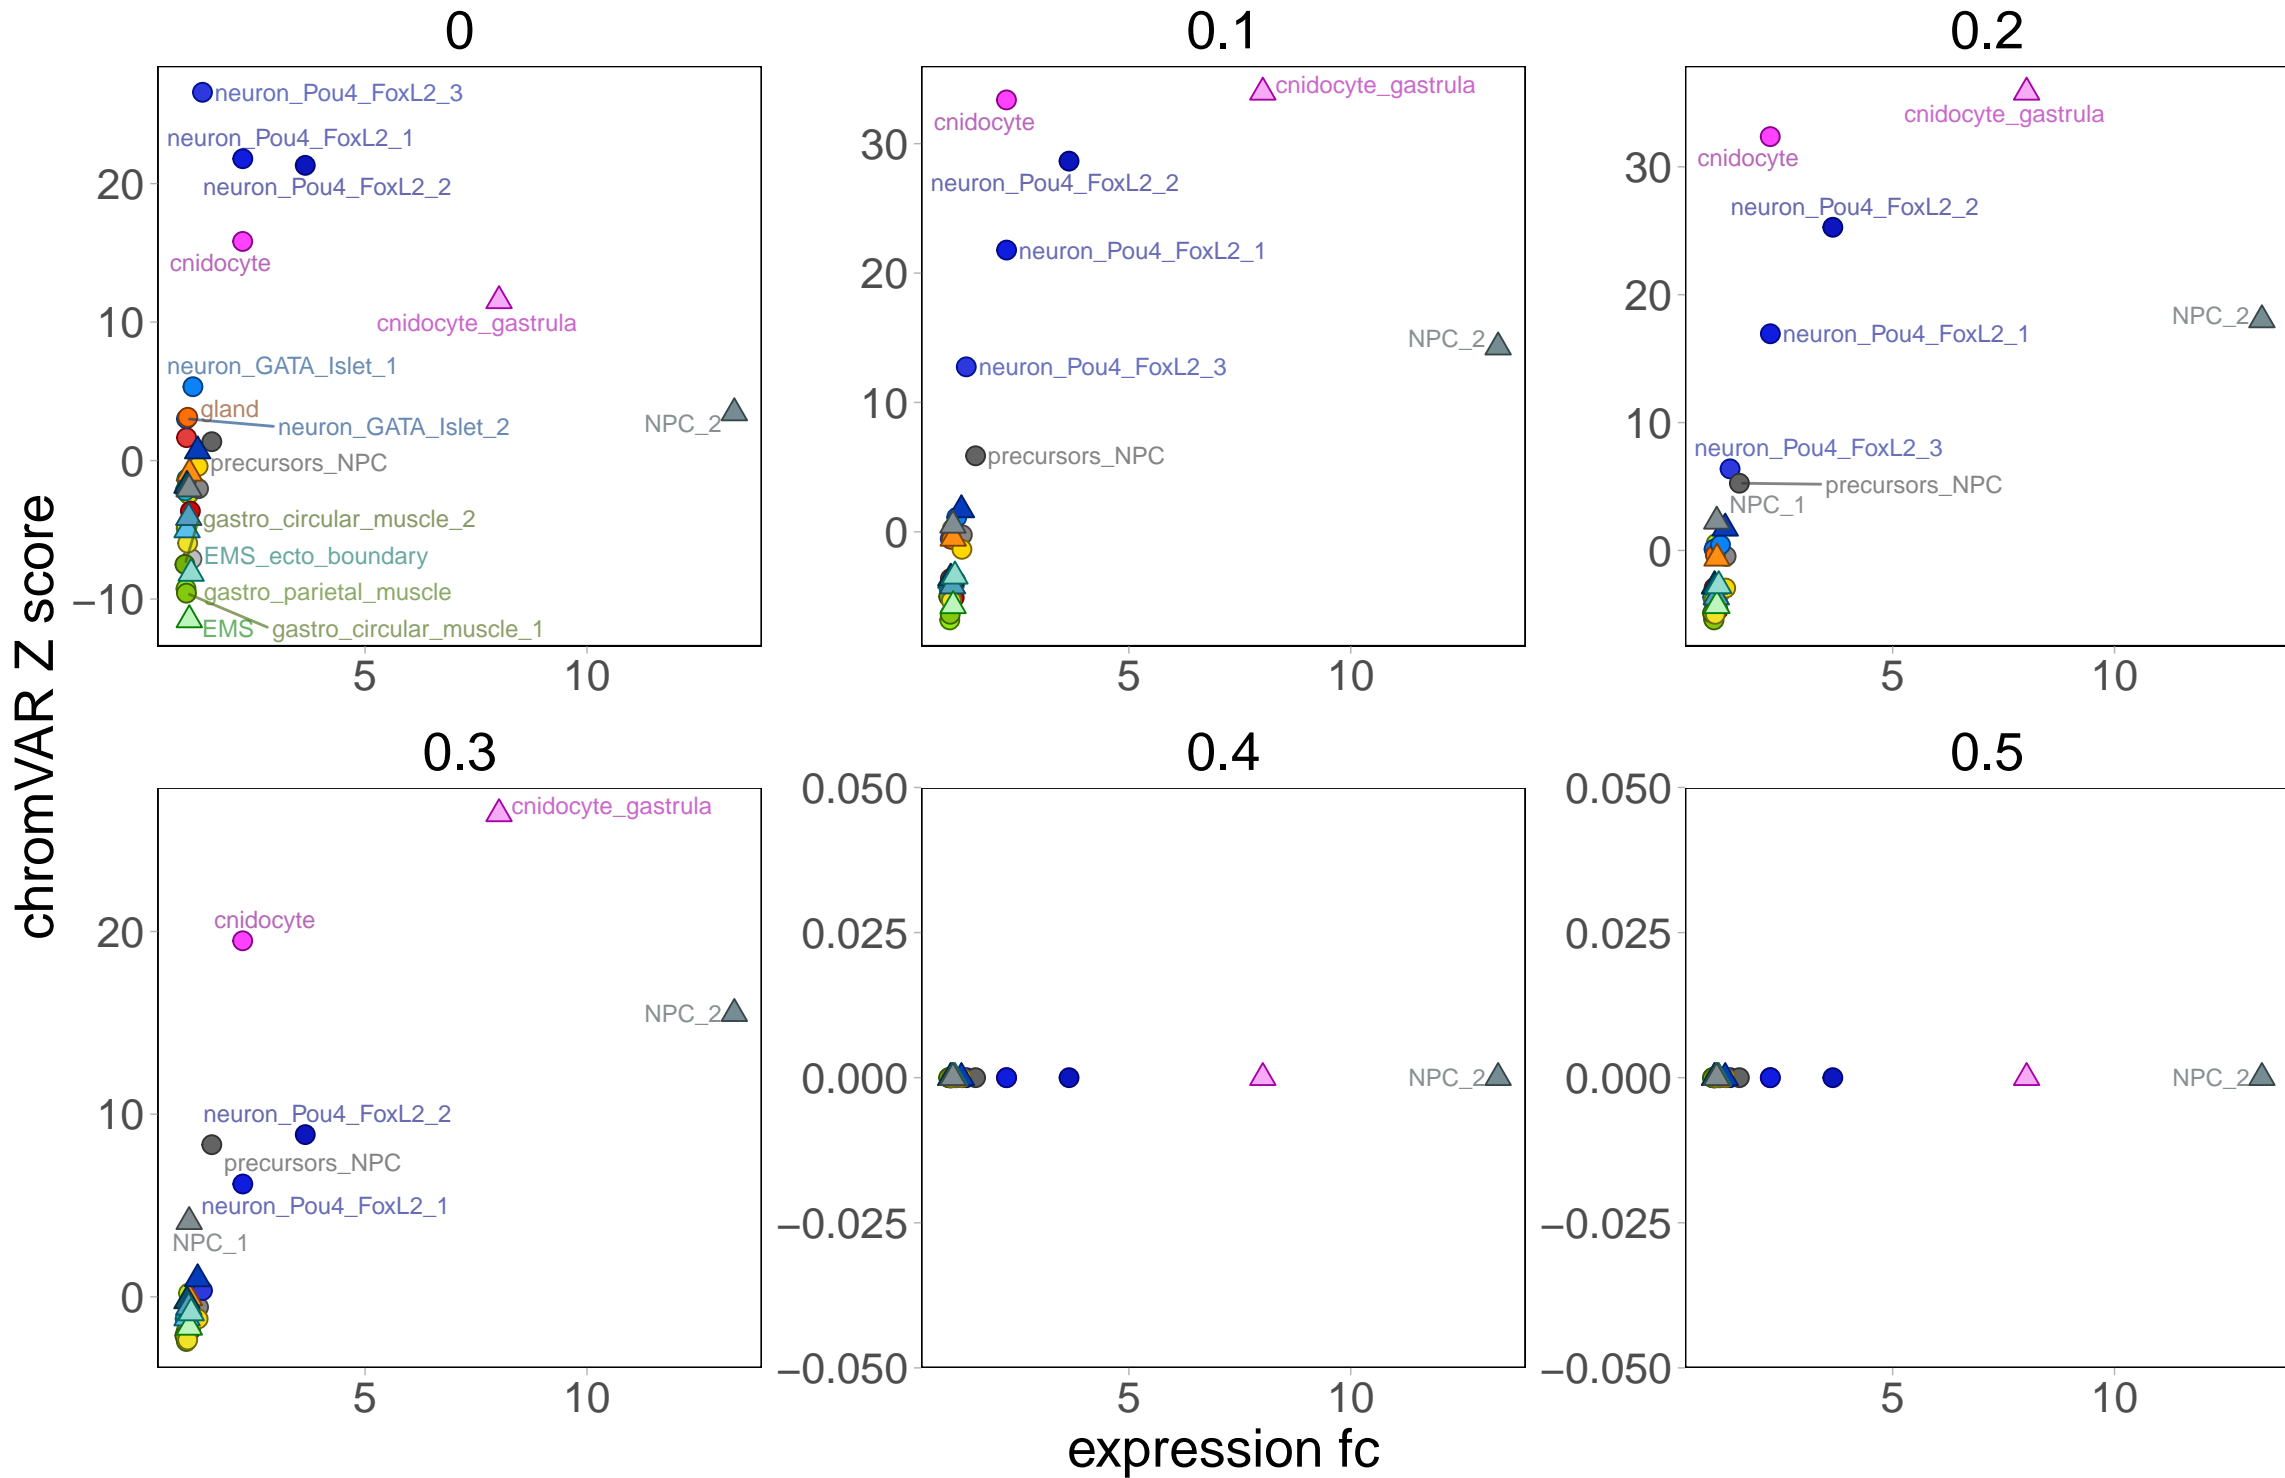 0
0.1
0.2
neuron_Pou4_FoxL2_3
neuron_Pou4_FoxL2_1
neuron_Pou4_FoxL2_2
cnidocyte
cnidocyte_gastrula
neuron_GATA_Islet_1
gland
neuron_GATA_Islet_2
NPC_2
precursors_NPC
gastro_circular_muscle_2
EMS_ecto_boundary
gastro_parietal_muscle
EMS
gastro_circular_muscle_1
20
10
0
−10
5
10
cnidocyte_gastrula
cnidocyte
neuron_Pou4_FoxL2_2
neuron_Pou4_FoxL2_1
NPC_2
neuron_Pou4_FoxL2_3
precursors_NPC
30
20
10
0
5
10
cnidocyte_gastrula
cnidocyte
neuron_Pou4_FoxL2_2
NPC_2
neuron_Pou4_FoxL2_1
neuron_Pou4_FoxL2_3
precursors_NPC
NPC_1
30
20
10
0
5
10
chromVAR Z score
0.3
0.4
0.5
cnidocyte_gastrula
cnidocyte
NPC_2
neuron_Pou4_FoxL2_2
precursors_NPC
neuron_Pou4_FoxL2_1
NPC_1
20
10
0
5
10
0.050
0.025
0.000
−0.025
−0.050
NPC_2
5
10
0.050
0.025
0.000
−0.025
−0.050
NPC_2
5
10
expression fc